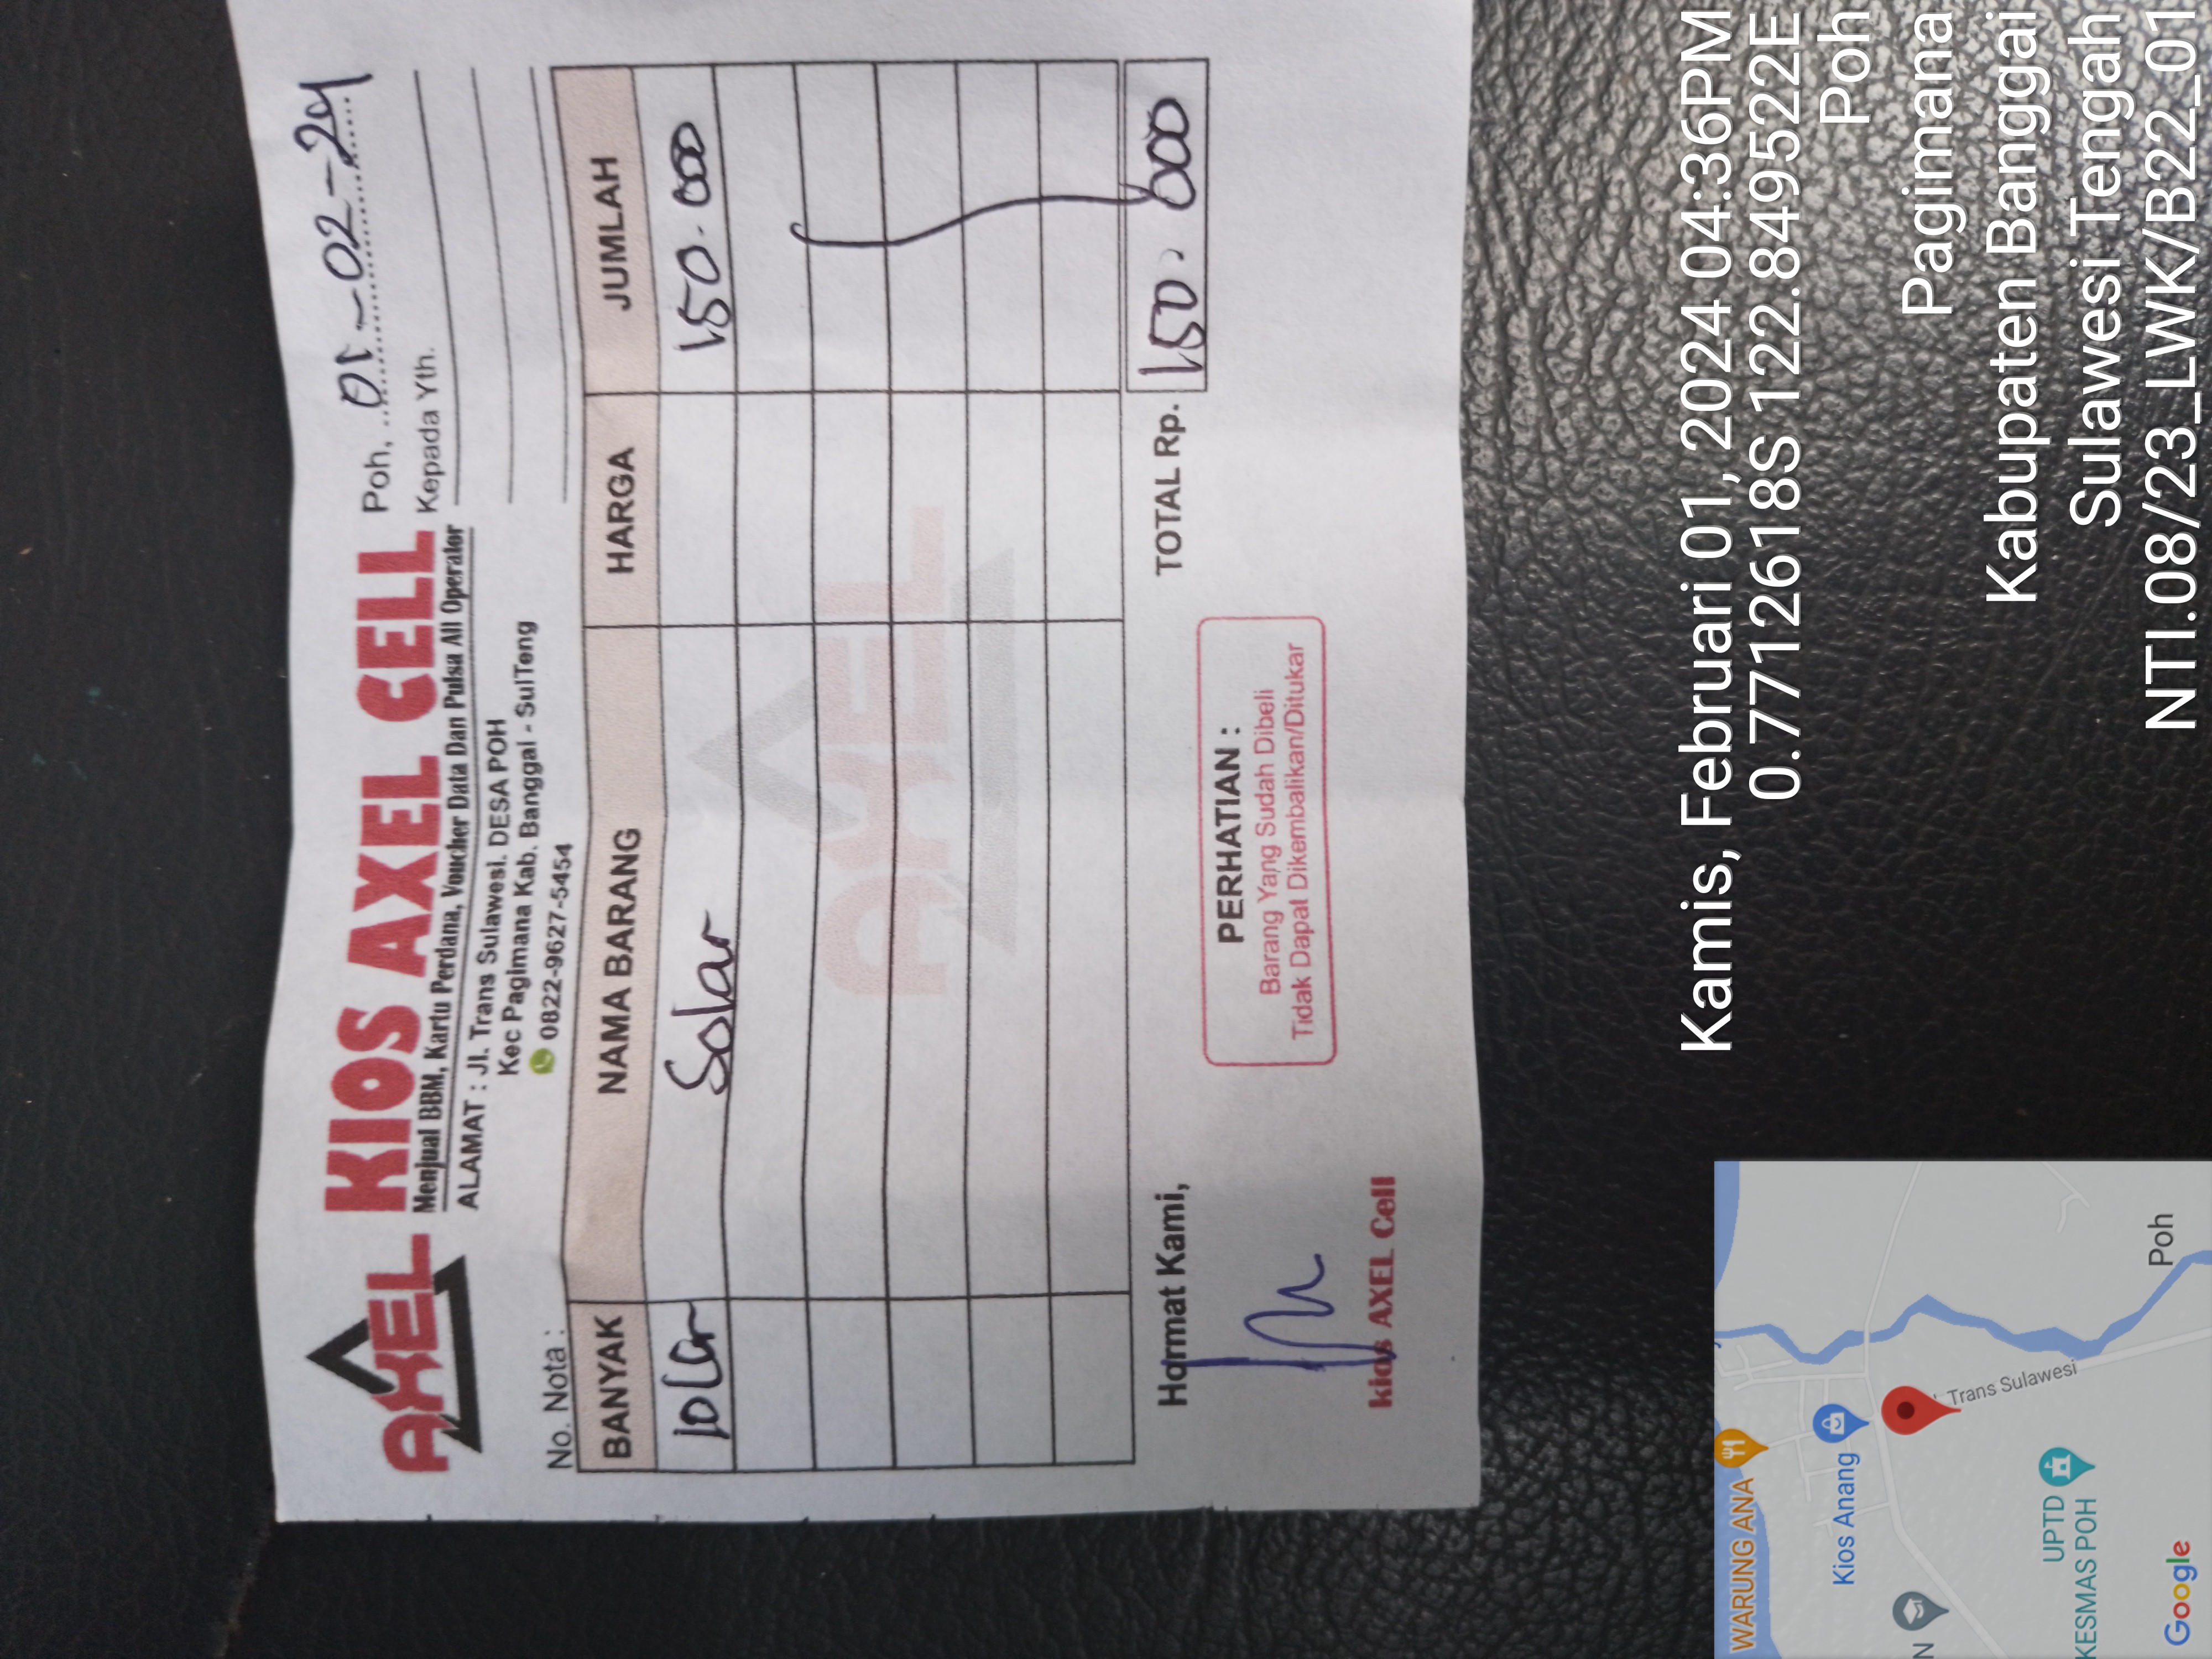 AXEL
KIOS AXEL CELL
Menjual BBM, Kartu Perdana, Voucher Data Dan Pulsa All Operator
ALAMAT : Jl. Trans Sulawesi. DESA POH
Kec Pagimana Kab. Banggai - SulTeng
0822-9627-5454
Poh, 01-02-24
Kepada Yth.
No. Nota :
BANYAK NAMA BARANG HARGA JUMLAH
10 Solar 150.000
AXEL
TOTAL Rp. 150.000
Hormat Kami,
kios AXEL Cell
PERHATIAN :
Barang Yang Sudah Dibeli
Tidak Dapat Dikembalikan/Ditukar
Kamis, Februari 01, 2024 04:36PM
0.7712618S 122.849522E
Poh
Pagimana
Kabupaten Banggai
Sulawesi Tengah
NTI.08/23_LWK/B22_01
WARUNG ANA
Kios Anang
Trans Sulawesi
Poh
UPTD
KESMAS POH
N
Google